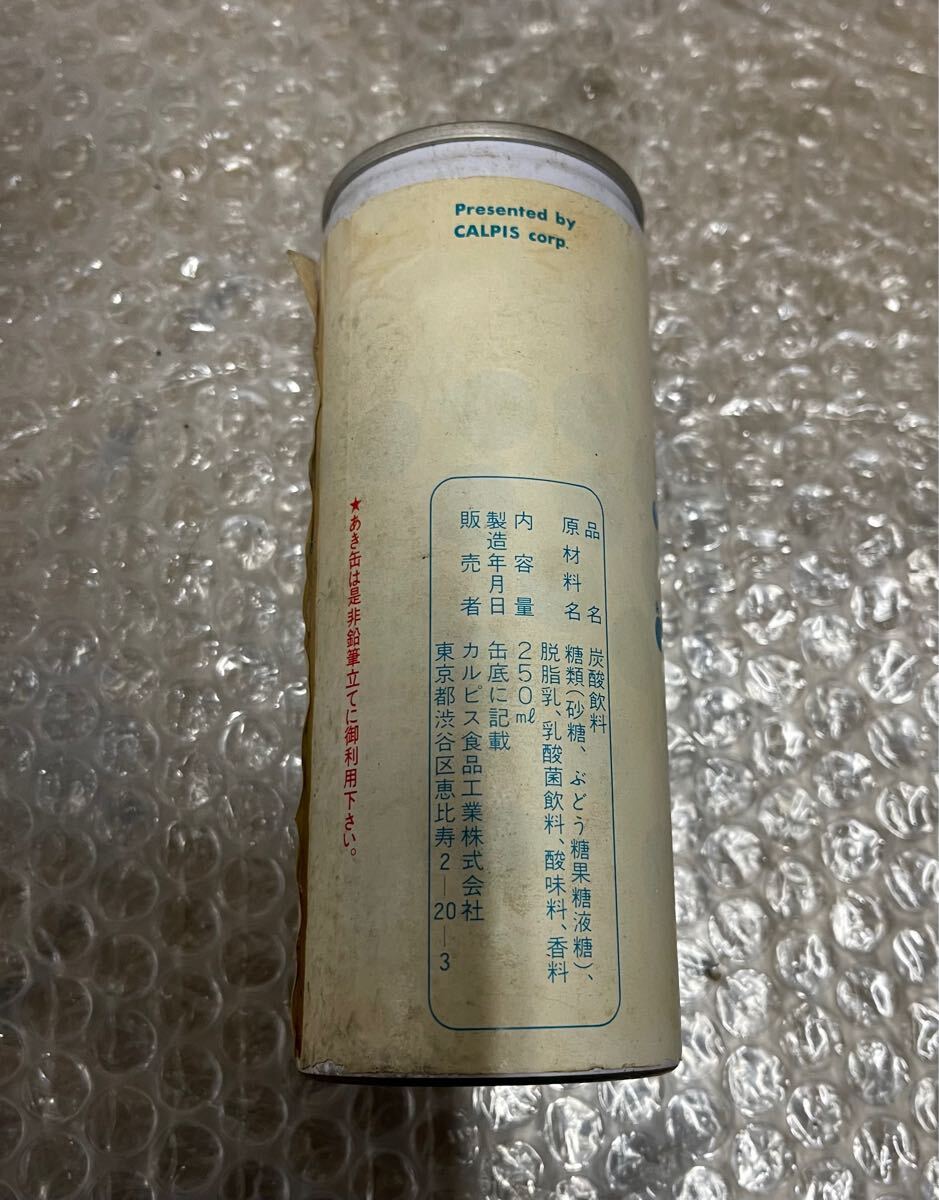 Presented by
CALPIS corp.
品名 炭酸飲料
原材料名 糖類(砂糖、ぶどう糖果糖液糖)、
脱脂乳、乳酸菌飲料、酸味料、香料
内容量 250ml
製造年月日 缶底に記載
販売者 カルピス食品工業株式会社
東京都渋谷区恵比寿2-20-3
★あき缶は是非鉛筆立てに御利用下さい。